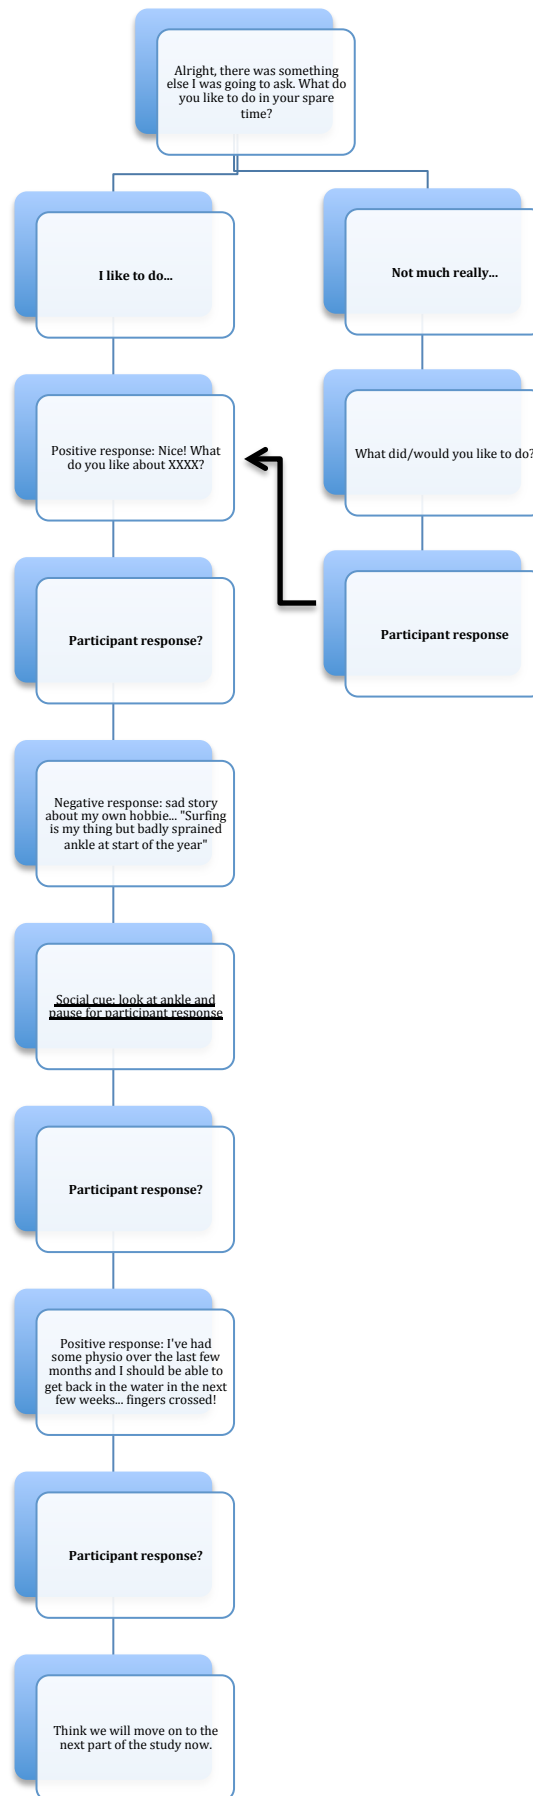 Alright, there was something
else I was going to ask. What do
you like to do in your spare
time?
I like to do...
Not much really...
Positive response: Nice! What
do you like about XXXX?
What did/would you like to do?
Participant response?
Participant response
Negative response: sad story
about my own hobbie... "Surfing
is my thing but badly sprained
ankle at start of the year"
Social cue: look at ankle and
pause for participant response
Participant response?
Positive response: I've had
some physio over the last few
months and I should be able to
get back in the water in the next
few weeks... fingers crossed!
Participant response?
Think we will move on to the
next part of the study now.